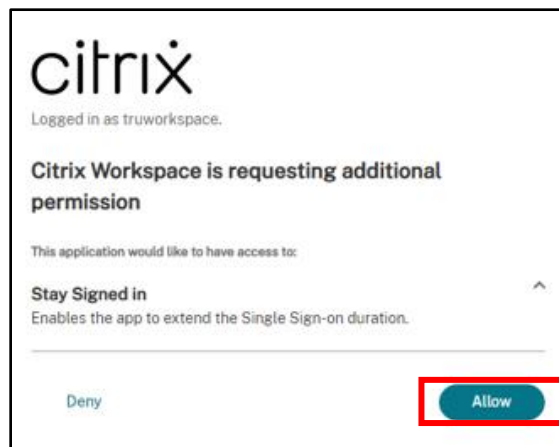 citrix
Logged in as truworkspace.
Citrix Workspace is requesting additional
permission
This application would like to have access to:
Stay Signed in
Enables the app to extend the Single Sign-on duration.
Deny
Allow